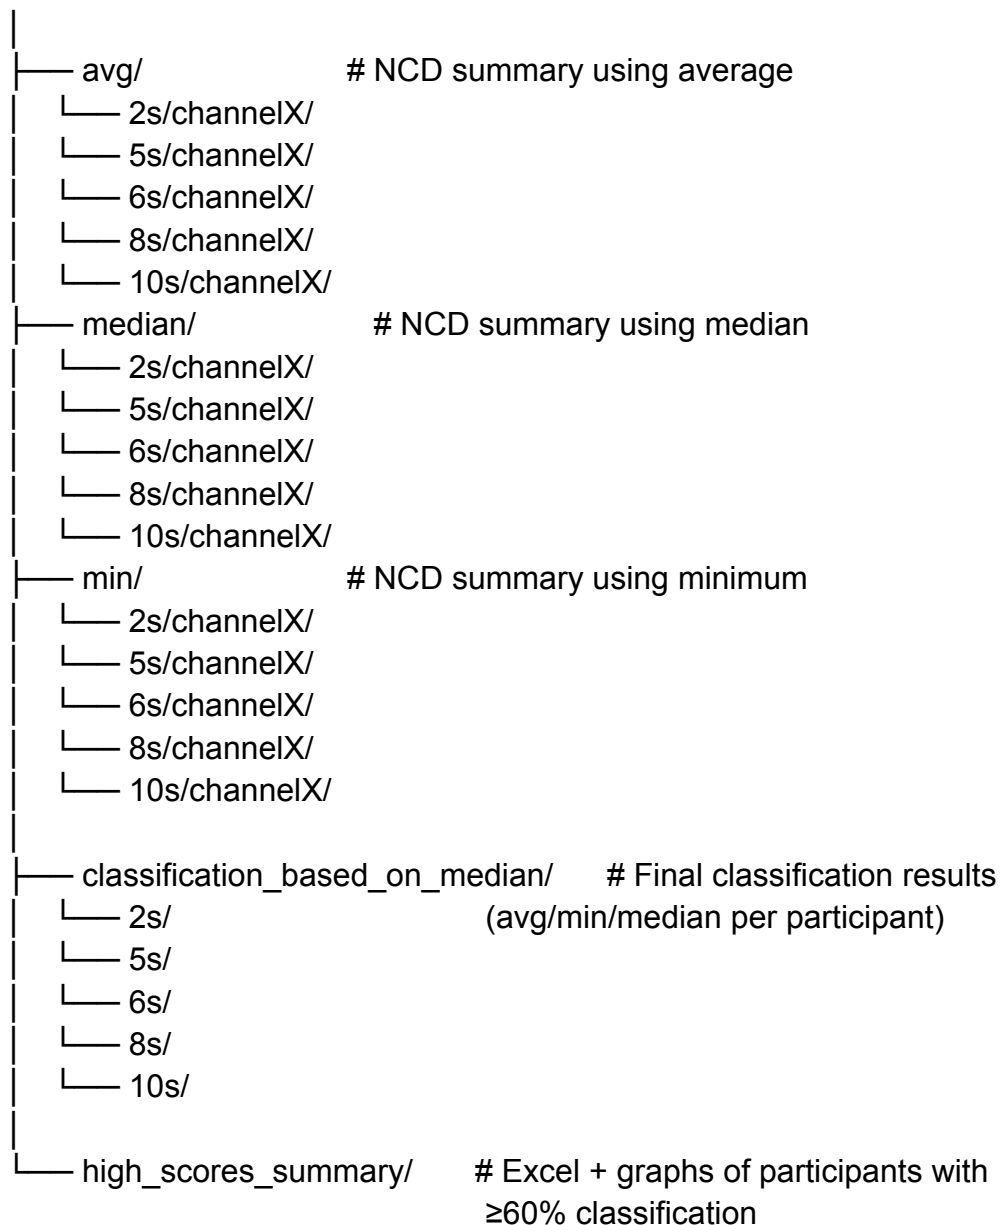 │
├── avg/ # NCD summary using average
│ └── 2s/channelX/
│ └── 5s/channelX/
│ └── 6s/channelX/
│ └── 8s/channelX/
│ └── 10s/channelX/
├── median/ # NCD summary using median
│ └── 2s/channelX/
│ └── 5s/channelX/
│ └── 6s/channelX/
│ └── 8s/channelX/
│ └── 10s/channelX/
├── min/ # NCD summary using minimum
│ └── 2s/channelX/
│ └── 5s/channelX/
│ └── 6s/channelX/
│ └── 8s/channelX/
│ └── 10s/channelX/
│
├── classification_based_on_median/ # Final classification results
│ └── 2s/ (avg/min/median per participant)
│ └── 5s/
│ └── 6s/
│ └── 8s/
│ └── 10s/
│
└── high_scores_summary/ # Excel + graphs of participants with
≥60% classification